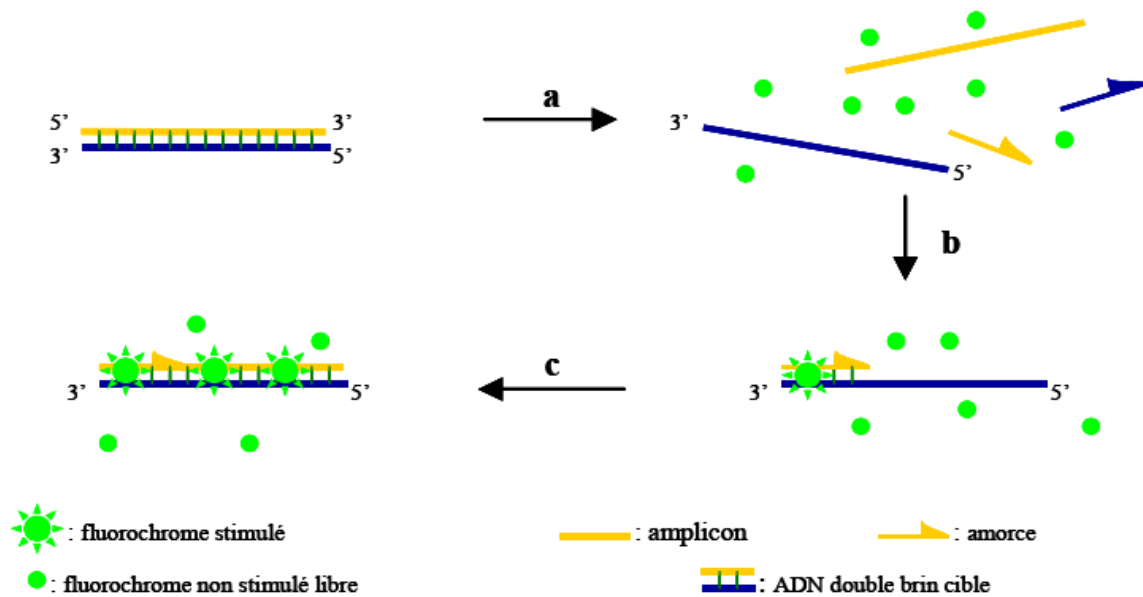 a
5’ 3’
3’ 5’
3’
5’
b
c
3’ 5’
3’ 5’
: fluorochrome stimulé
: amplicon
: amorce
: fluorochrome non stimulé libre
: ADN double brin cible